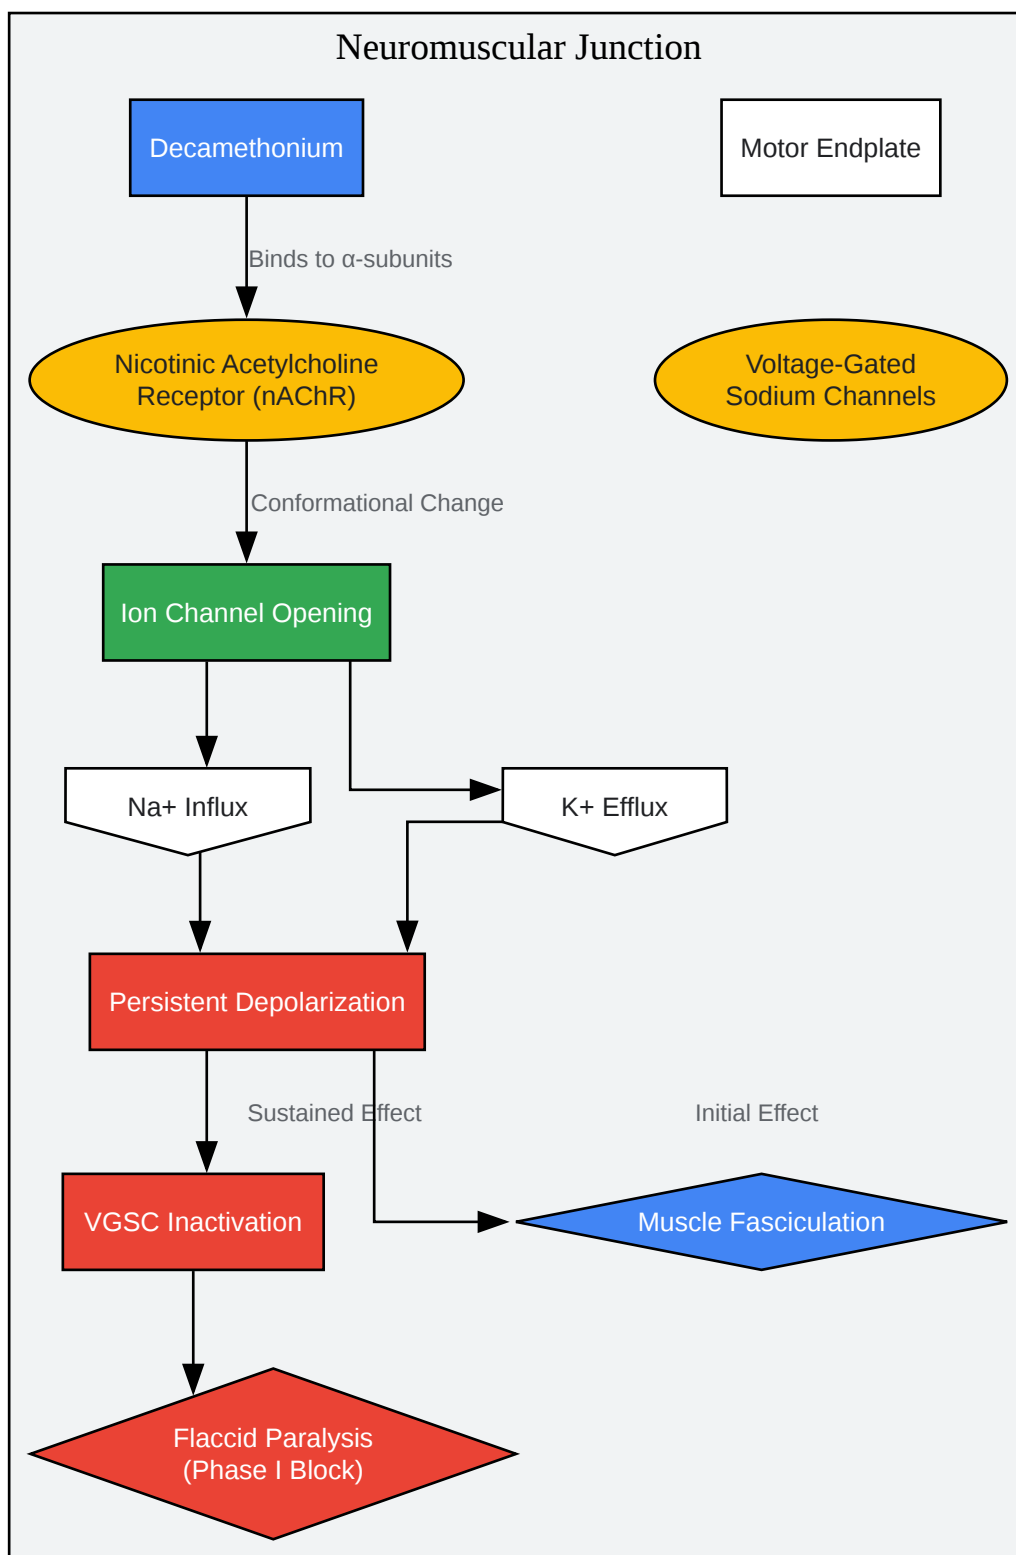 Neuromuscular Junction
Decamethonium
Motor Endplate
Binds to α-subunits
Nicotinic Acetylcholine
Receptor (nAChR)
Voltage-Gated
Sodium Channels
Conformational Change
Ion Channel Opening
Na+ Influx
K+ Efflux
Persistent Depolarization
Sustained Effect
Initial Effect
VGSC Inactivation
Muscle Fasciculation
Flaccid Paralysis
(Phase I Block)